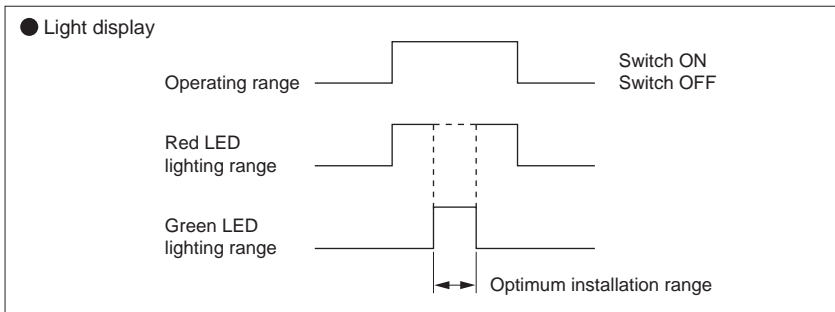 ● Light display
Operating range
Switch ON
Switch OFF
Red LED
lighting range
Green LED
lighting range
Optimum installation range